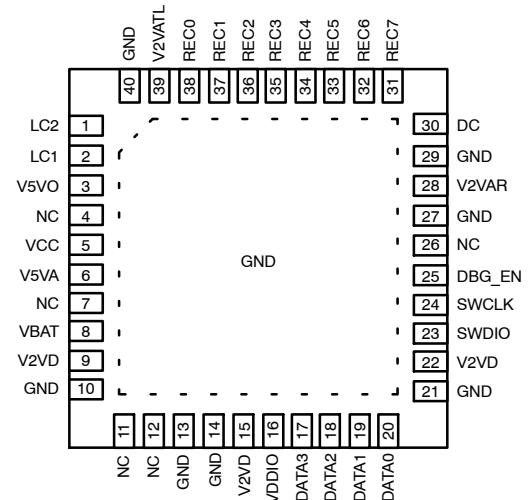 GND
V2VATL
REC0
REC1
REC2
REC3
REC4
REC5
REC6
REC7
40
39
38
37
36
35
34
33
32
31
LC2 1
LC1 2
V5VO 3
NC 4
VCC 5
V5VA 6
NC 7
VBAT 8
V2VD 9
GND 10
GND
30 DC
29 GND
28 V2VAR
27 GND
26 NC
25 DBG_EN
24 SWCLK
23 SWDIO
22 V2VD
21 GND
11
12
13
14
15
16
17
18
19
20
NC
NC
GND
GND
V2VD
VDDIO
DATA3
DATA2
DATA1
DATA0